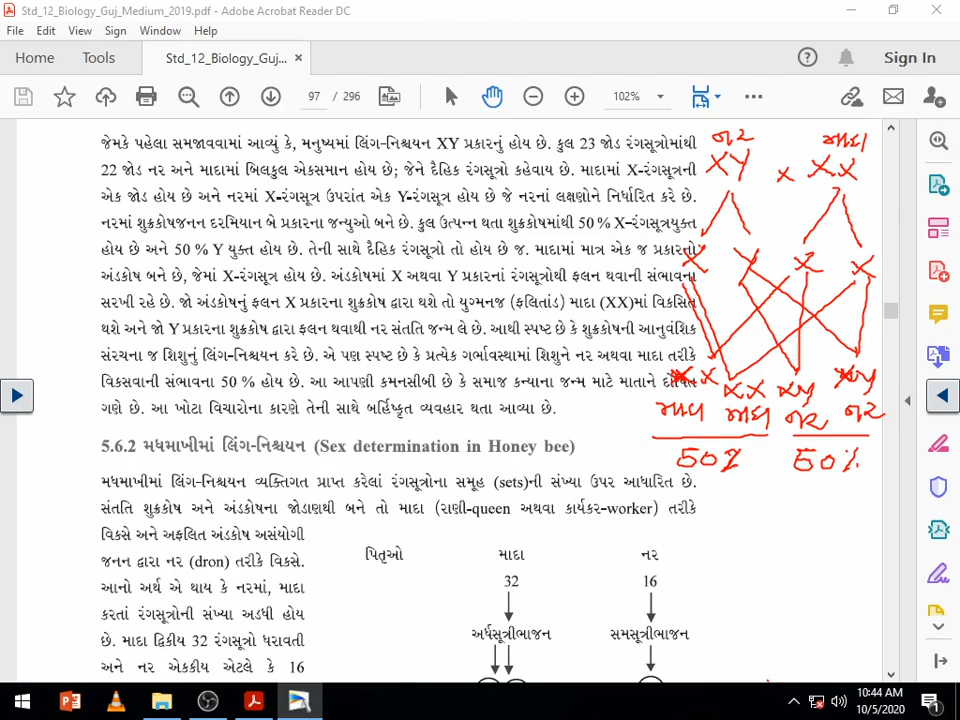 Std_12_Biology_Guj_Medium_2019.pdf - Adobe Acrobat Reader DC
File Edit View Sign Window Help
Home Tools Std_12_Biology_Guj... × Sign In
97 / 296 102%
જેમકે પહેલા સમજાવવામાં આવ્યું કે, મનુષ્યમાં લિંગ-નિશ્ચયન XY પ્રકારનું હોય છે. કુલ 23 જોડ રંગસૂત્રોમાંથી
22 જોડ નર અને માદામાં બિલકુલ એકસમાન હોય છે; જેને દૈહિક રંગસૂત્રો કહેવાય છે. માદામાં X-રંગસૂત્રની
એક જોડ હોય છે અને નરમાં X-રંગસૂત્ર ઉપરાંત એક Y-રંગસૂત્ર હોય છે જે નરનાં લક્ષણોને નિર્ધારિત કરે છે.
નરમાં શુક્રકોષજનન દરમિયાન બે પ્રકારના જન્યુઓ બને છે. કુલ ઉત્પન્ન થતા શુક્રકોષમાંથી 50 % X-રંગસૂત્રયુક્ત
હોય છે અને 50 % Y યુક્ત હોય છે. તેની સાથે દૈહિક રંગસૂત્રો તો હોય છે જ. માદામાં માત્ર એક જ પ્રકારનો
અંડકોષ બને છે, જેમાં X-રંગસૂત્ર હોય છે. અંડકોષમાં X અથવા Y પ્રકારનાં રંગસૂત્રોથી ફલન થવાની સંભાવના
સરખી રહે છે. જો અંડકોષનું ફલન X પ્રકારના શુક્રકોષ દ્વારા થશે તો યુગ્મનજ (ફલિતાંડ) માદા (XX)માં વિકસિત
થશે અને જો Y પ્રકારના શુક્રકોષ દ્વારા ફલન થવાથી નર સંતતિ જન્મ લે છે. આથી સ્પષ્ટ છે કે શુક્રકોષની આનુવંશિક
સંરચના જ શિશુનું લિંગ-નિશ્ચયન કરે છે. એ પણ સ્પષ્ટ છે કે પ્રત્યેક ગર્ભાવસ્થામાં શિશુને નર અથવા માદા તરીકે
વિકસવાની સંભાવના 50 % હોય છે. આ આપણી કમનસીબી છે કે સમાજ કન્યાના જન્મ માટે માતાને દોષિત
ગણે છે. આ ખોટા વિચારોના કારણે તેની સાથે બર્હિષ્કૃત વ્યવહાર થતા આવ્યા છે.
નર માદા
XY × XX
X Y X X
X XX XY XY
માદા માદા નર નર
50% 50%
5.6.2 મધમાખીમાં લિંગ-નિશ્ચયન (Sex determination in Honey bee)
મધમાખીમાં લિંગ-નિશ્ચયન વ્યક્તિગત પ્રાપ્ત કરેલાં રંગસૂત્રોના સમૂહ (sets)ની સંખ્યા ઉપર આધારિત છે.
સંતતિ શુક્રકોષ અને અંડકોષના જોડાણથી બને તો માદા (રાણી-queen અથવા કાર્યકર-worker) તરીકે
વિકસે અને અફલિત અંડકોષ અસંયોગી
જનન દ્વારા નર (dron) તરીકે વિકસે.
આનો અર્થ એ થાય કે નરમાં, માદા
કરતાં રંગસૂત્રોની સંખ્યા અડધી હોય
છે. માદા દ્વિકીય 32 રંગસૂત્રો ધરાવતી
અને નર એકકીય એટલે કે 16
પિતૃઓ માદા નર
32 16
અર્ધસૂત્રીભાજન સમસૂત્રીભાજન
10:44 AM
10/5/2020
1